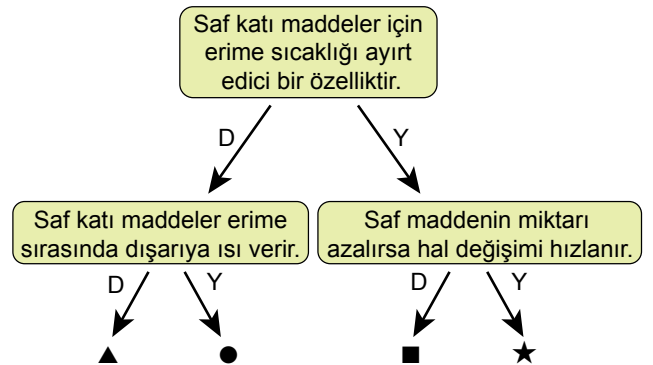 Saf katı maddeler için
erime sıcaklığı ayırt
edici bir özelliktir.
D
Y
Saf katı maddeler erime
sırasında dışarıya ısı verir.
Saf maddenin miktarı
azalırsa hal değişimi hızlanır.
D
Y
D
Y